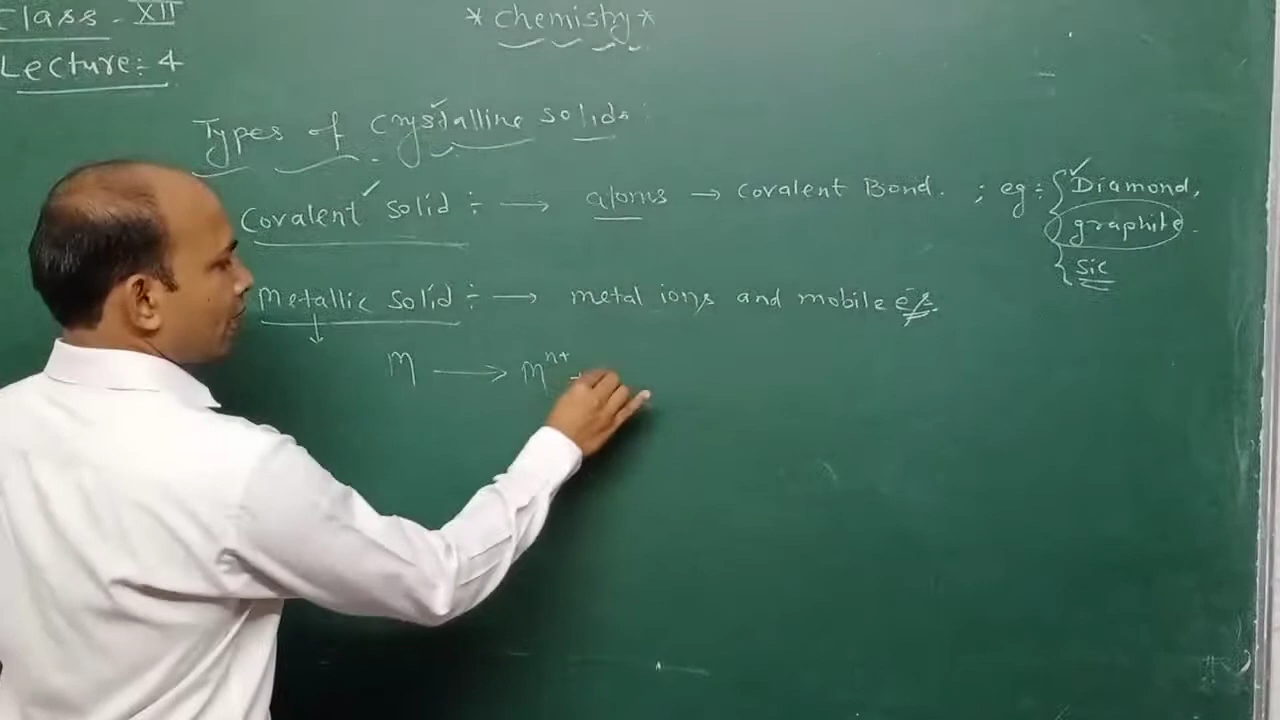 Class - XII
* Chemistry *
Lecture:- 4
Types of Crystalline solids:
Covalent solid :- → atoms → covalent Bond. ; eg :- { Diamond,
graphite.
SiC
Metallic solid :- → metal ions and mobile e⁻s.
M → Mⁿ⁺ +